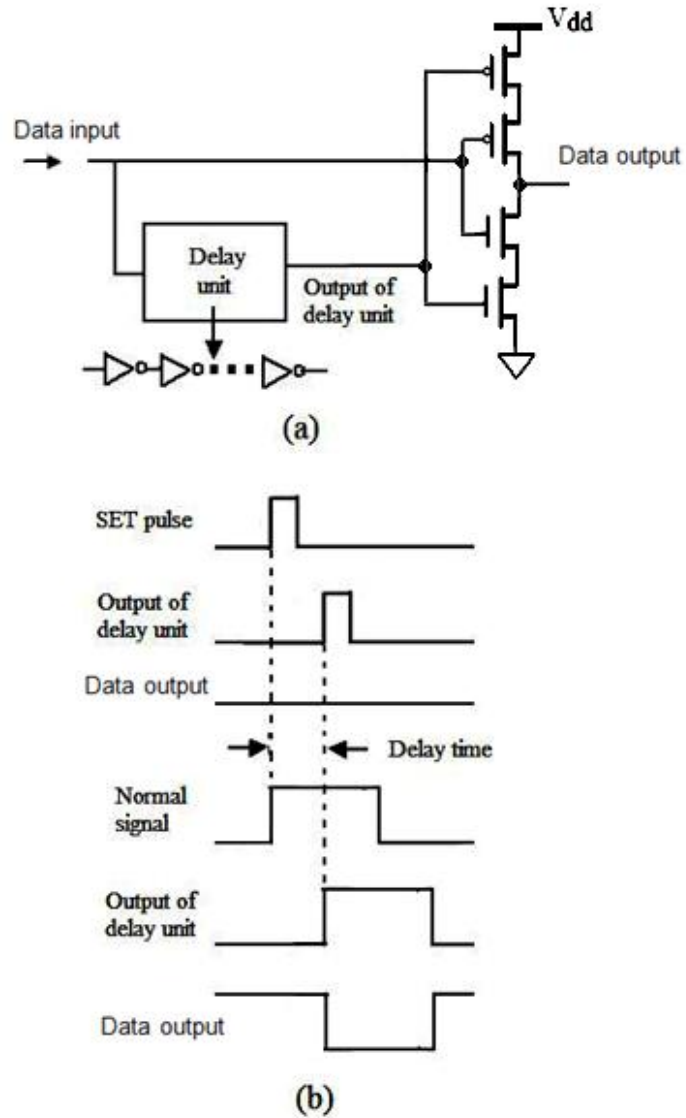 Vdd
Data input
Data output
Delay
unit
Output of
delay unit
(a)
SET pulse
Output of
delay unit
Data output
Delay time
Normal
signal
Output of
delay unit
Data output
(b)